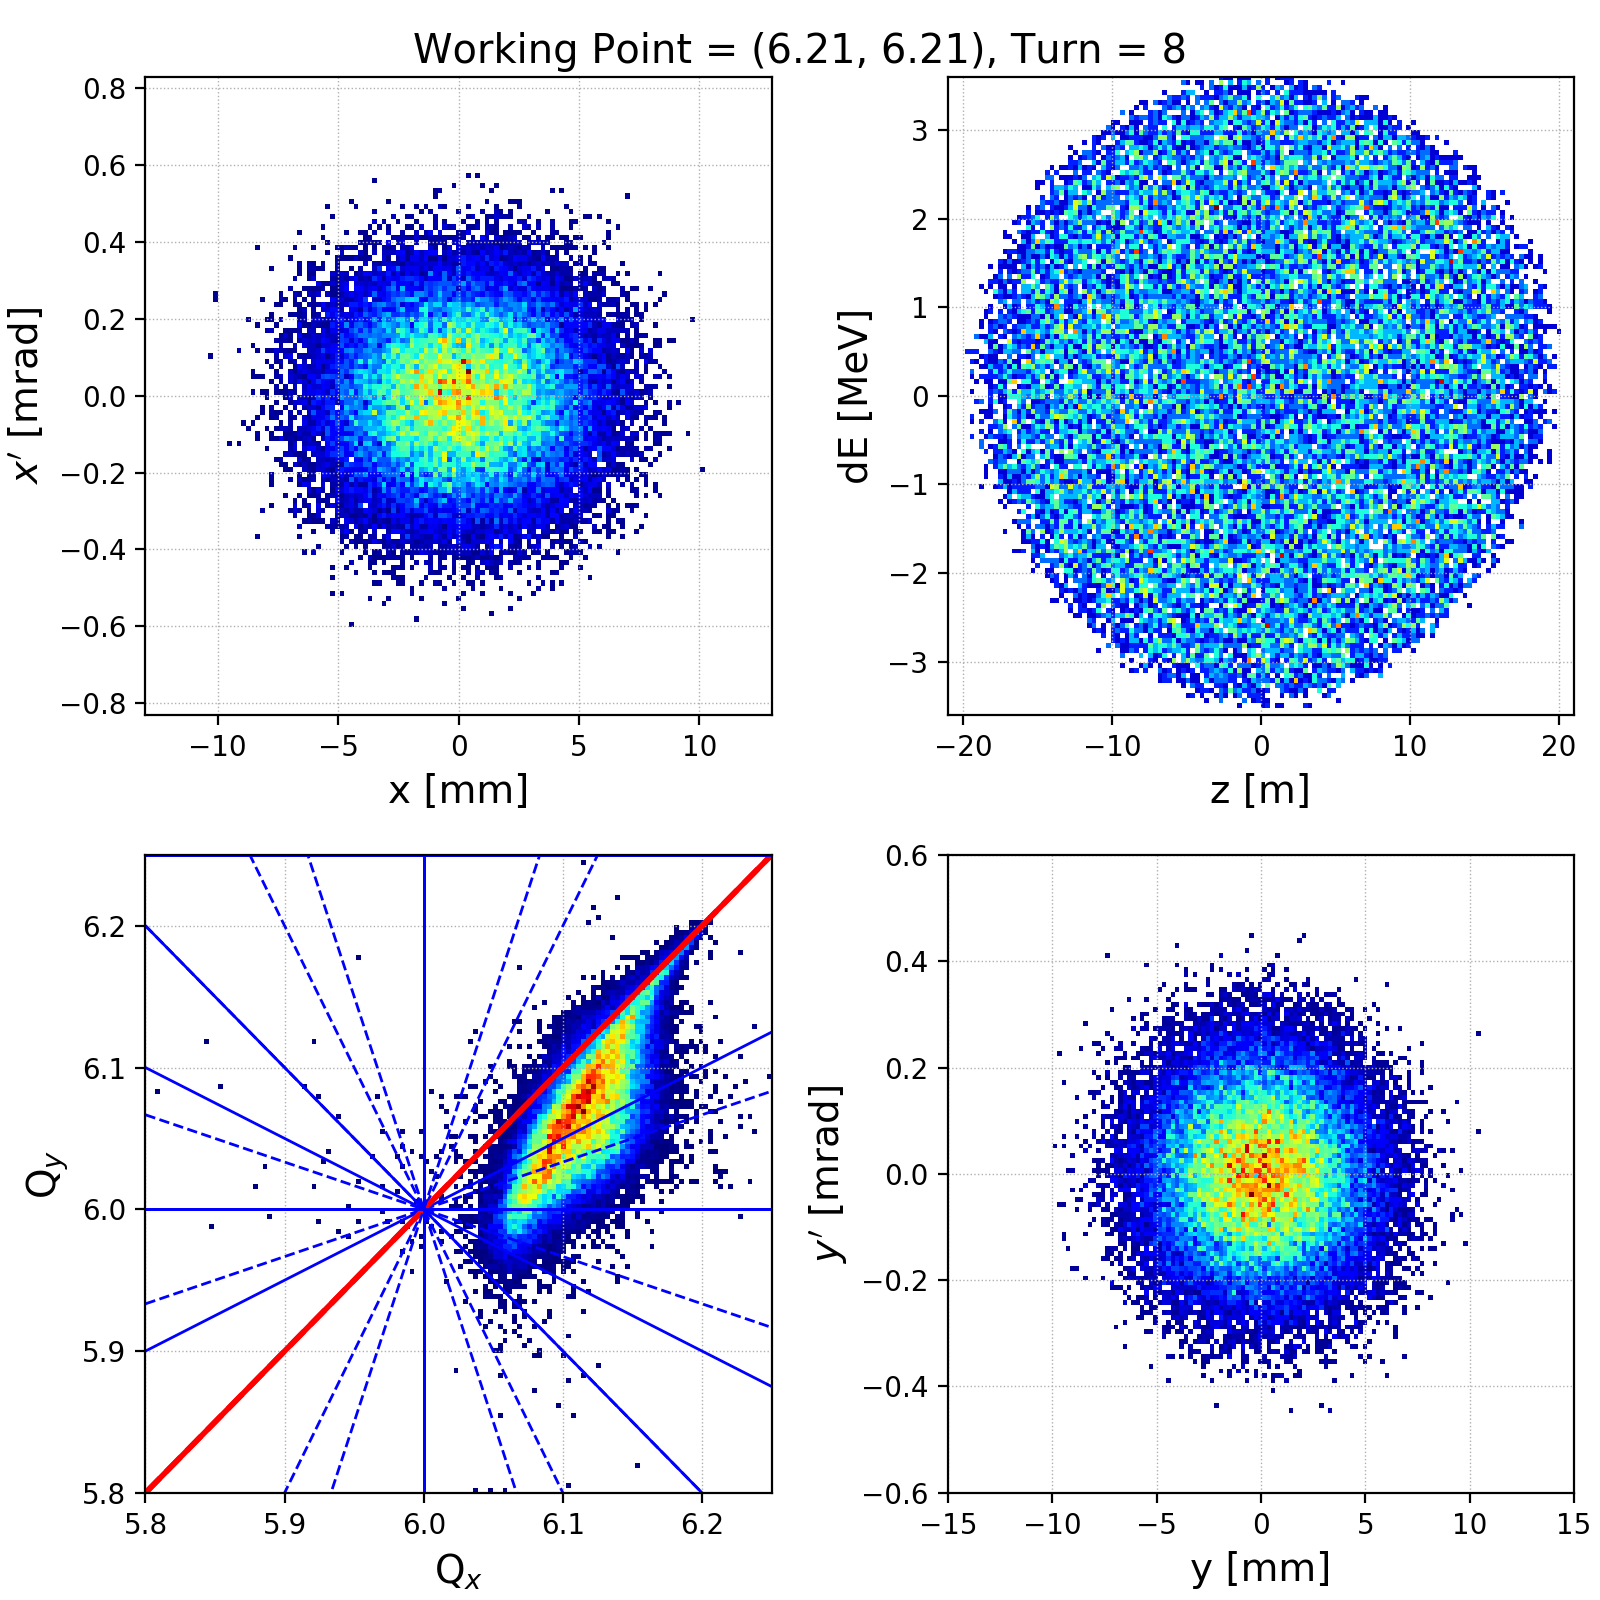 Working Point = (6.21, 6.21), Turn = 8
0.8
0.6
0.4
0.2
0.0
−0.2
−0.4
−0.6
−0.8
x′ [mrad]
−10 −5 0 5 10
x [mm]
3
2
1
0
−1
−2
−3
dE [MeV]
−20 −10 0 10 20
z [m]
6.2
6.1
6.0
5.9
5.8
Qy
5.8 5.9 6.0 6.1 6.2
Qx
0.6
0.4
0.2
0.0
−0.2
−0.4
−0.6
y′ [mrad]
−15 −10 −5 0 5 10 15
y [mm]